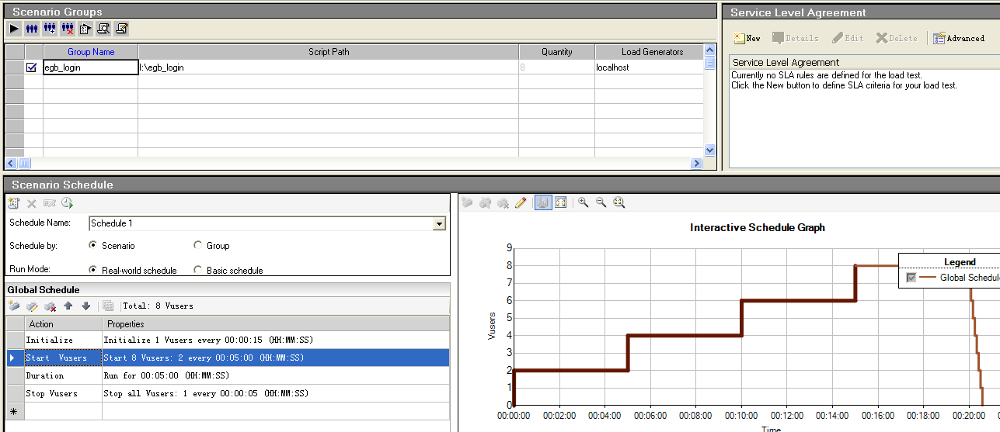 Scenario Groups
Group Name Script Path Quantity Load Generators
egb_login I:\egb_login 8 localhost
Service Level Agreement
New Details Edit Delete Advanced
Service Level Agreement
Currently no SLA rules are defined for the load test.
Click the New button to define SLA criteria for your load test.
Scenario Schedule
Schedule Name: Schedule 1
Schedule by: Scenario Group
Run Mode: Real-world schedule Basic schedule
Global Schedule
Total: 8 Vusers
Action Properties
Initialize Initialize 1 Vusers every 00:00:15 (HH:MM:SS)
Start Vusers Start 8 Vusers: 2 every 00:05:00 (HH:MM:SS)
Duration Run for 00:05:00 (HH:MM:SS)
Stop Vusers Stop all Vusers: 1 every 00:00:05 (HH:MM:SS)
*
Interactive Schedule Graph
Vusers
9
8
7
6
5
4
3
2
1
0
Legend
Global Schedule
00:00:00 00:02:00 00:04:00 00:06:00 00:08:00 00:10:00 00:12:00 00:14:00 00:16:00 00:18:00 00:20:00
Time